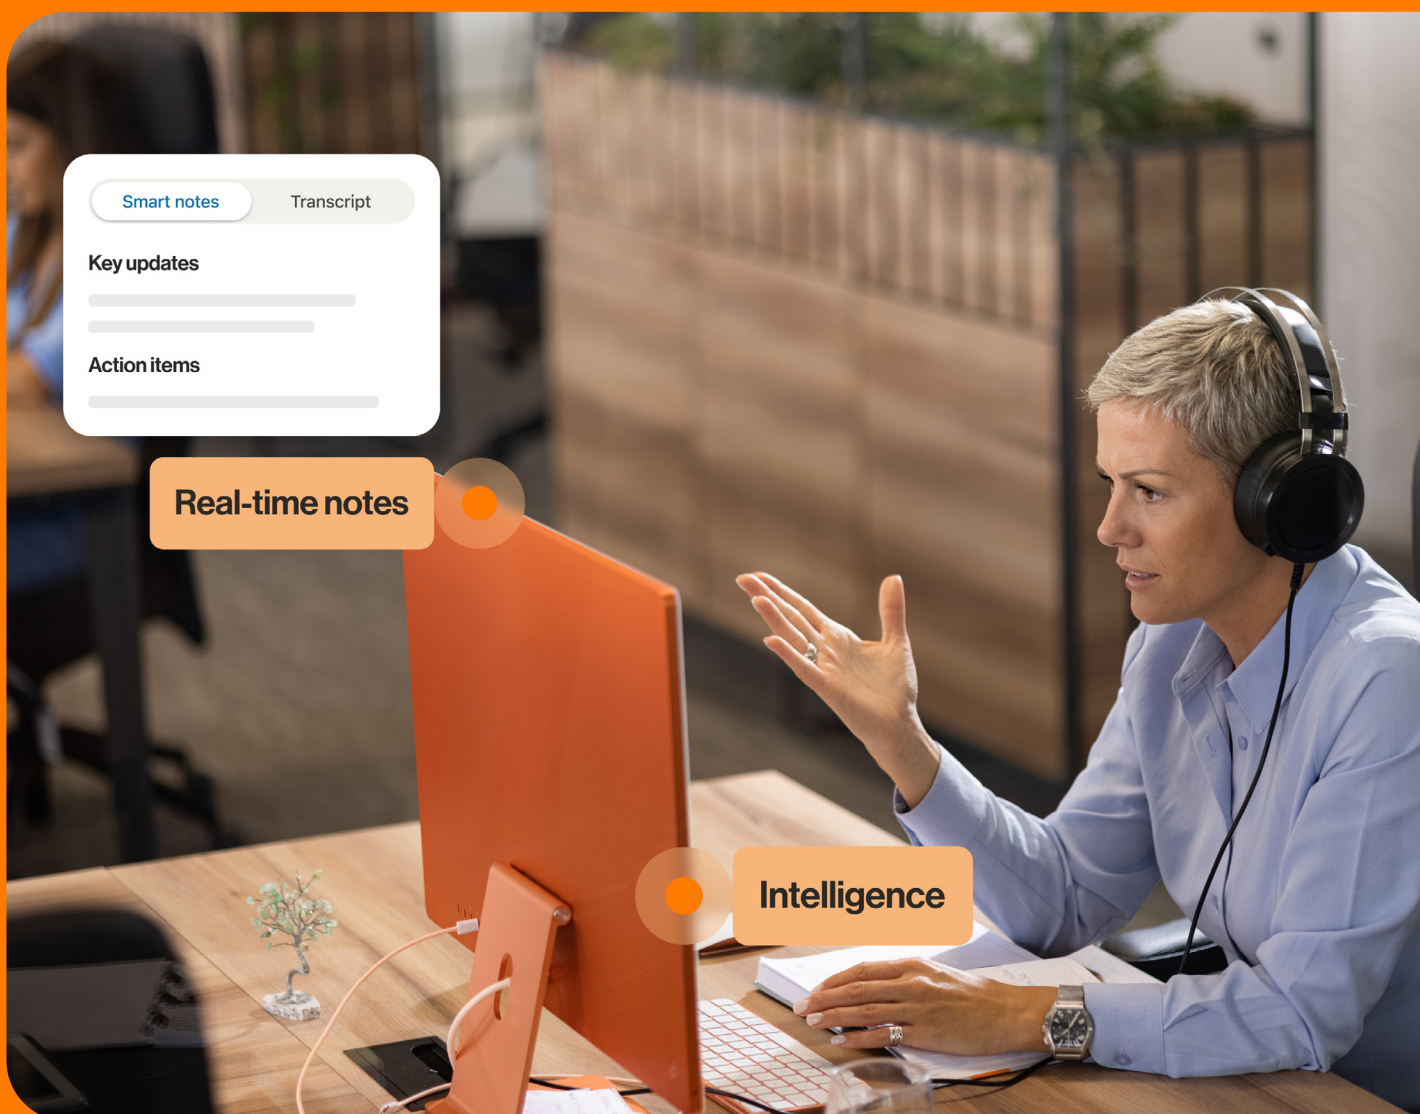 Smart notes
Transcript
Key updates
Action items
Real-time notes
Intelligence